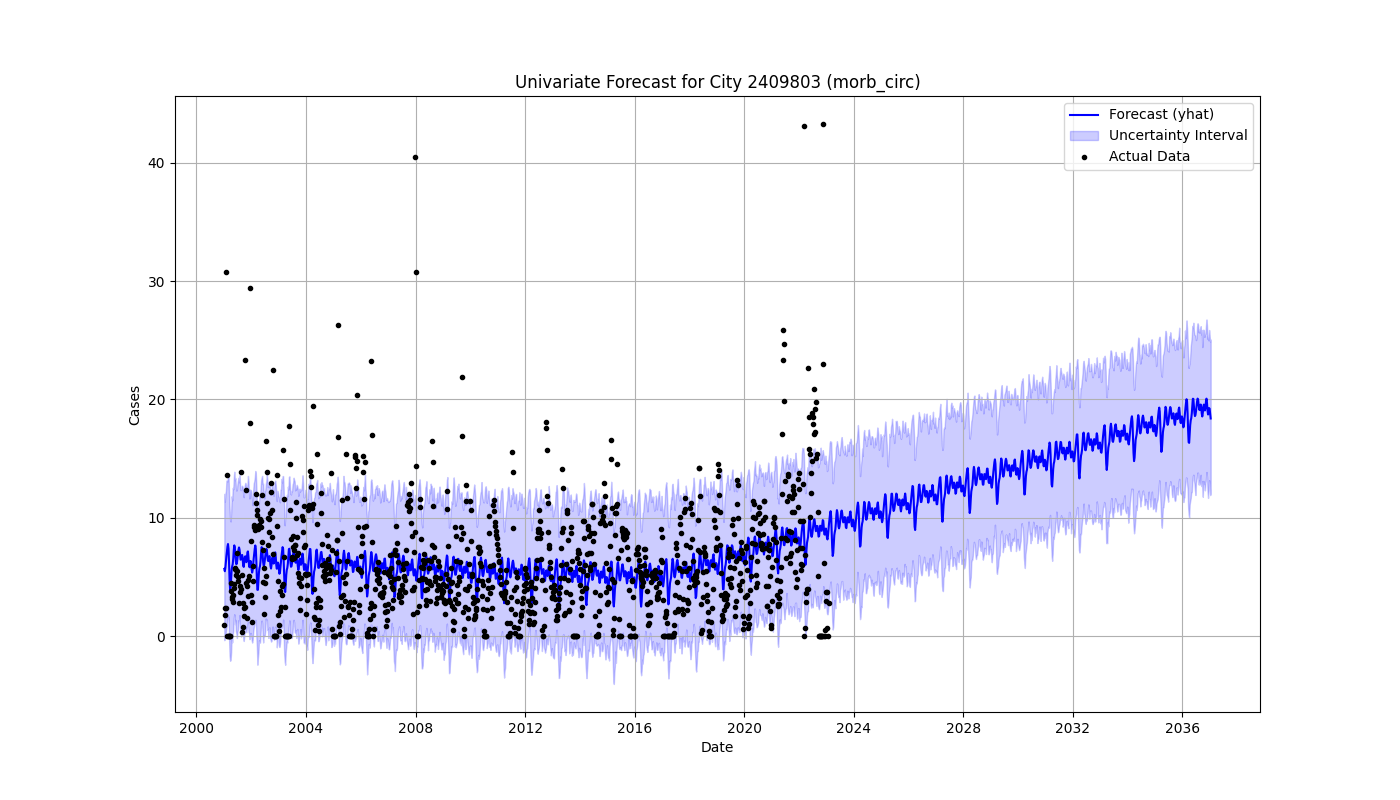 Univariate Forecast for City 2409803 (morb_circ)
Forecast (yhat)
Uncertainty Interval
Actual Data
Cases
40
30
20
10
0
2000 2004 2008 2012 2016 2020 2024 2028 2032 2036
Date